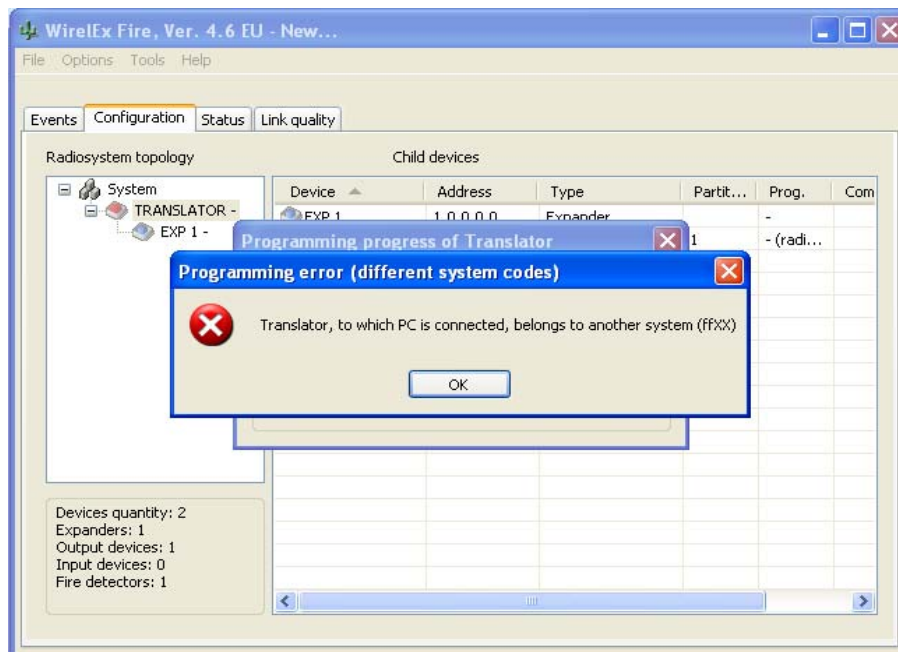 WirelEx Fire, Ver. 4.6 EU - New...
File Options Tools Help
Events Configuration Status Link quality
Radiosystem topology
Child devices
System
TRANSLATOR -
EXP 1 -
Device Address Type Partit... Prog. Com
EXP 1 1.0.0.0.0 Expander -
1 - (radi...
Programming progress of Translator
Programming error (different system codes)
Translator, to which PC is connected, belongs to another system (ffXX)
OK
Devices quantity: 2
Expanders: 1
Output devices: 1
Input devices: 0
Fire detectors: 1